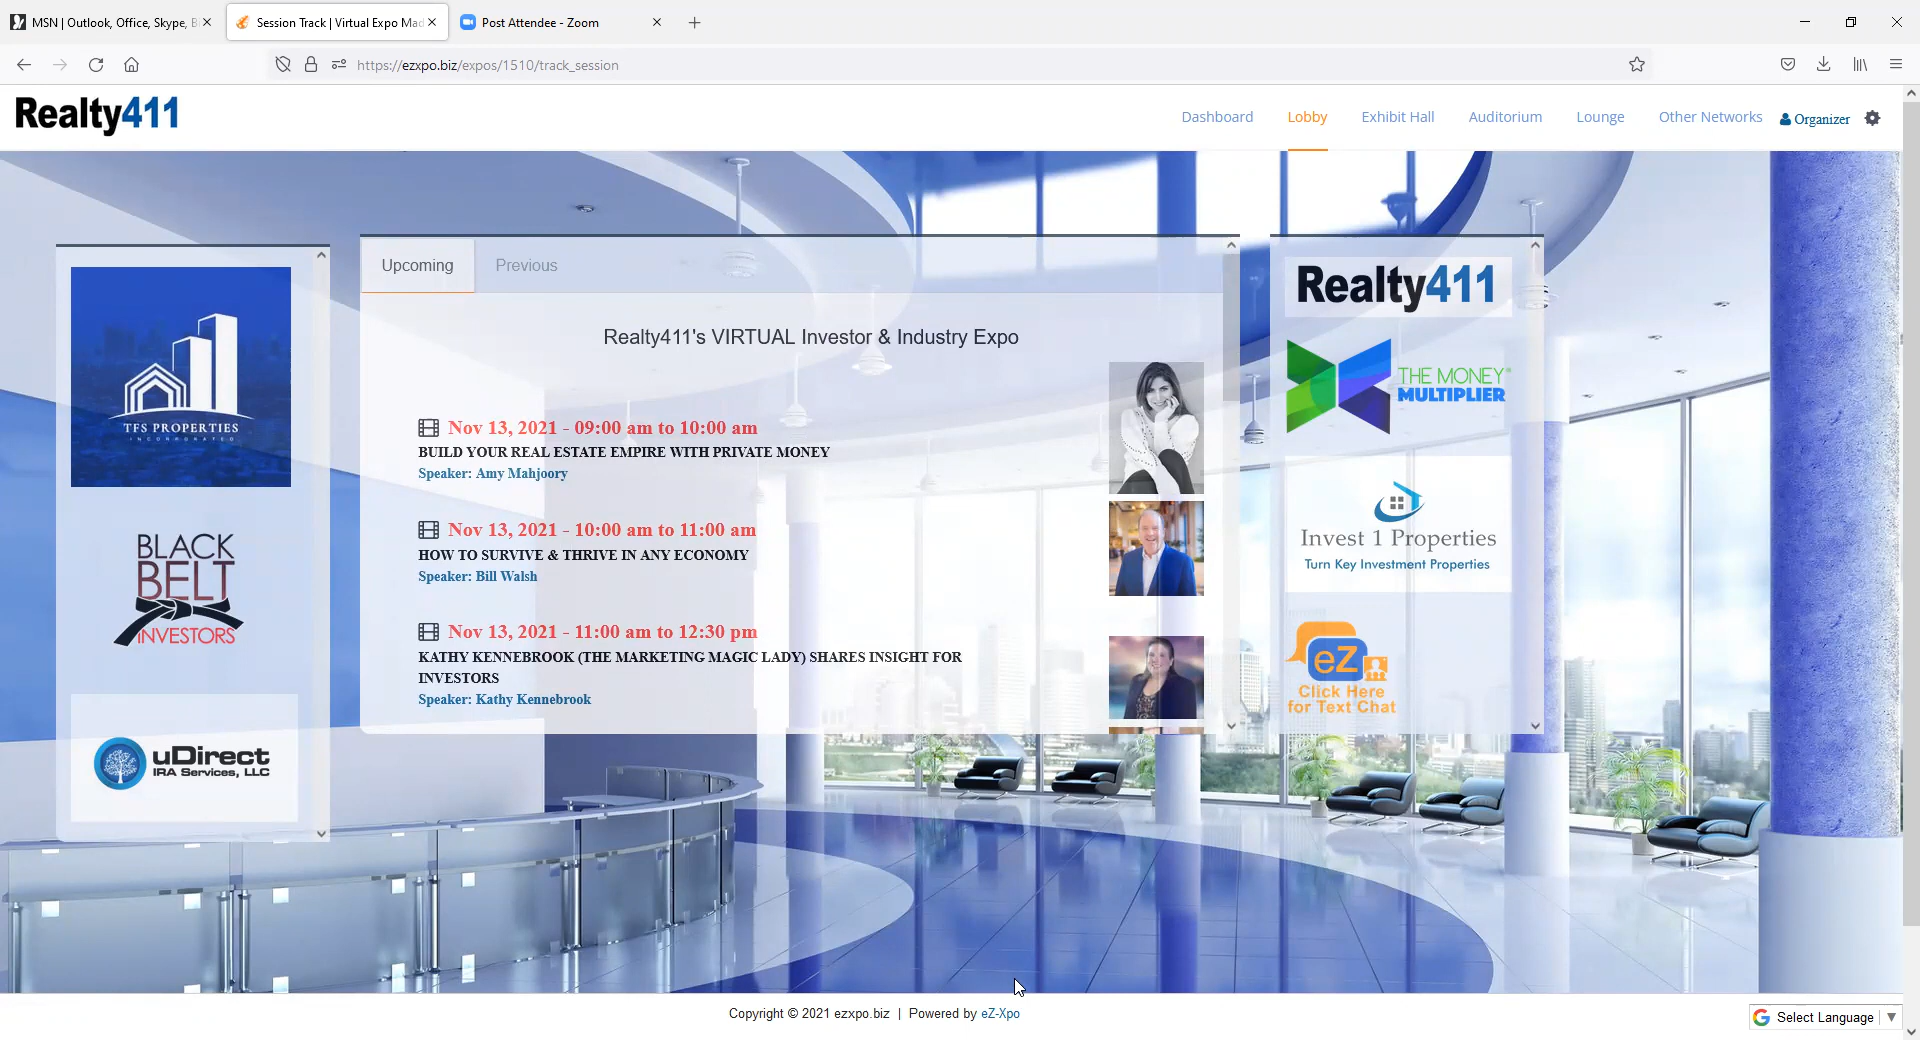 MSN | Outlook, Office, Skype, B
Session Track | Virtual Expo Mad
Post Attendee - Zoom
https://ezxpo.biz/expos/1510/track_session
Realty411
Dashboard
Lobby
Exhibit Hall
Auditorium
Lounge
Other Networks
Organizer
TFS PROPERTIES
INCORPORATED
BLACK
BELT
INVESTORS
uDirect
IRA Services, LLC
Upcoming
Previous
Realty411's VIRTUAL Investor & Industry Expo
Nov 13, 2021 - 09:00 am to 10:00 am
BUILD YOUR REAL ESTATE EMPIRE WITH PRIVATE MONEY
Speaker: Amy Mahjoory
Nov 13, 2021 - 10:00 am to 11:00 am
HOW TO SURVIVE & THRIVE IN ANY ECONOMY
Speaker: Bill Walsh
Nov 13, 2021 - 11:00 am to 12:30 pm
KATHY KENNEBROOK (THE MARKETING MAGIC LADY) SHARES INSIGHT FOR
INVESTORS
Speaker: Kathy Kennebrook
Realty411
THE MONEY
MULTIPLIER
Invest 1 Properties
Turn Key Investment Properties
eZ
Click Here
for Text Chat
Copyright © 2021 ezxpo.biz | Powered by eZ-Xpo
Select Language